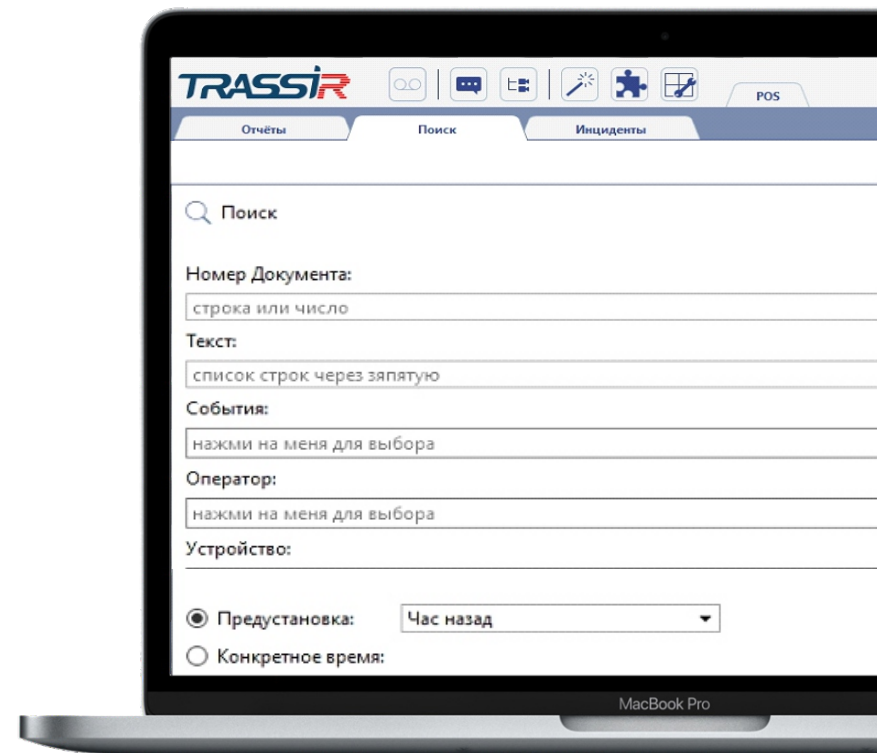 TRASSIR
POS
Отчёты
Поиск
Инциденты
Поиск
Номер Документа:
строка или число
Текст:
список строк через зяпятую
События:
нажми на меня для выбора
Оператор:
нажми на меня для выбора
Устройство:
Предустановка:
Час назад
Конкретное время:
MacBook Pro